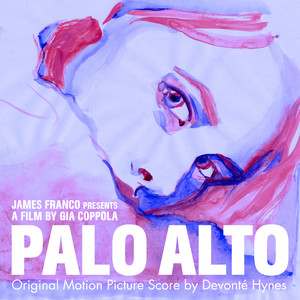 JAMES FRANCO PRESENTS
A FILM BY GIA COPPOLA
PALO ALTO
Original Motion Picture Score by Devonté Hynes